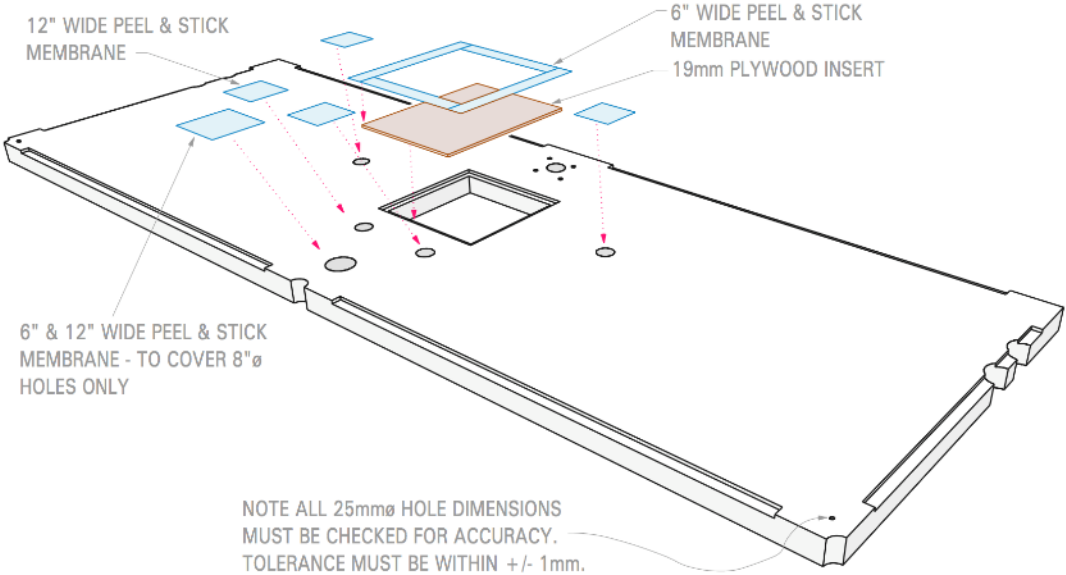 12" WIDE PEEL & STICK
MEMBRANE
6" WIDE PEEL & STICK
MEMBRANE
19mm PLYWOOD INSERT
6" & 12" WIDE PEEL & STICK
MEMBRANE - TO COVER 8"ø
HOLES ONLY
NOTE ALL 25mmø HOLE DIMENSIONS
MUST BE CHECKED FOR ACCURACY.
TOLERANCE MUST BE WITHIN +/- 1mm.